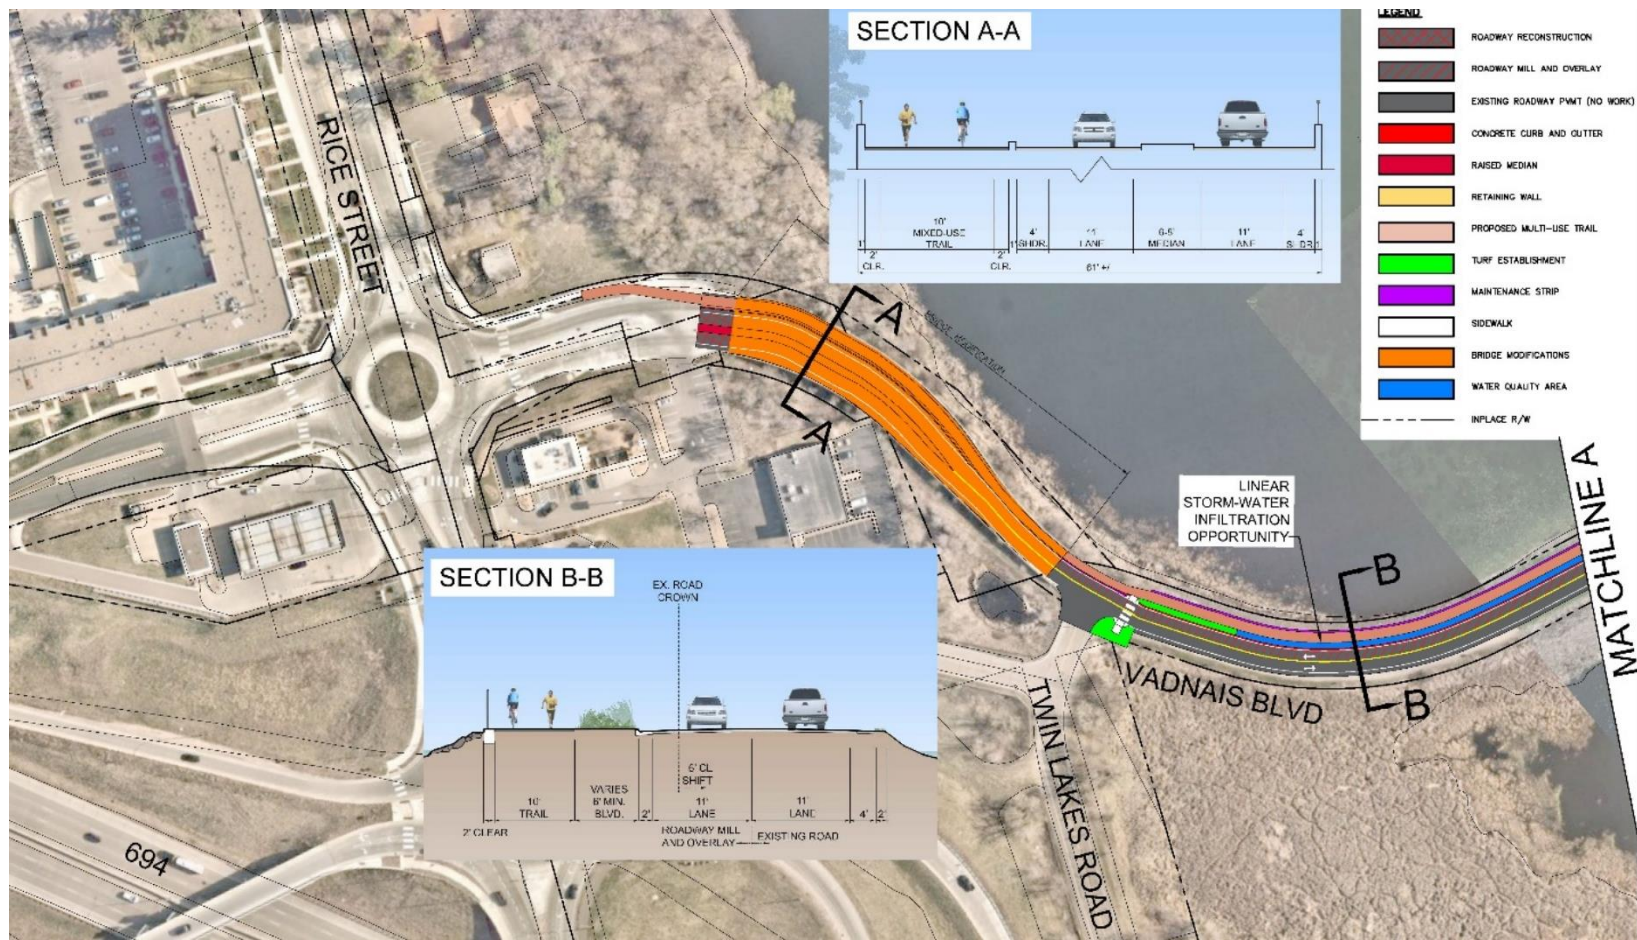 SECTION A-A
10'
MIXED-USE
TRAIL
1'
2'
CLR.
2'
CLR.
1'
4'
SHDR.
11'
LANE
6-5'
MEDIAN
11'
LANE
4'
61' +/
LEGEND
ROADWAY RECONSTRUCTION
ROADWAY MILL AND OVERLAY
EXISTING ROADWAY PVMT (NO WORK)
CONCRETE CURB AND GUTTER
RAISED MEDIAN
RETAINING WALL
PROPOSED MULTI-USE TRAIL
TURF ESTABLISHMENT
MAINTENANCE STRIP
SIDEWALK
BRIDGE MODIFICATIONS
WATER QUALITY AREA
INPLACE R/W
RICE STREET
A
A
BRIDGE MODIFICATION
LINEAR
STORM-WATER
INFILTRATION
OPPORTUNITY
B
B
MATCHLINE A
VADNAIS BLVD
TWIN LAKES ROAD
694
SECTION B-B
EX. ROAD
CROWN
6' CL
SHIFT
2' CLEAR
10'
TRAIL
VARIES
6' MIN.
BLVD.
2'
11'
LANE
11'
LANE
4'
2'
ROADWAY MILL
AND OVERLAY
EXISTING ROAD